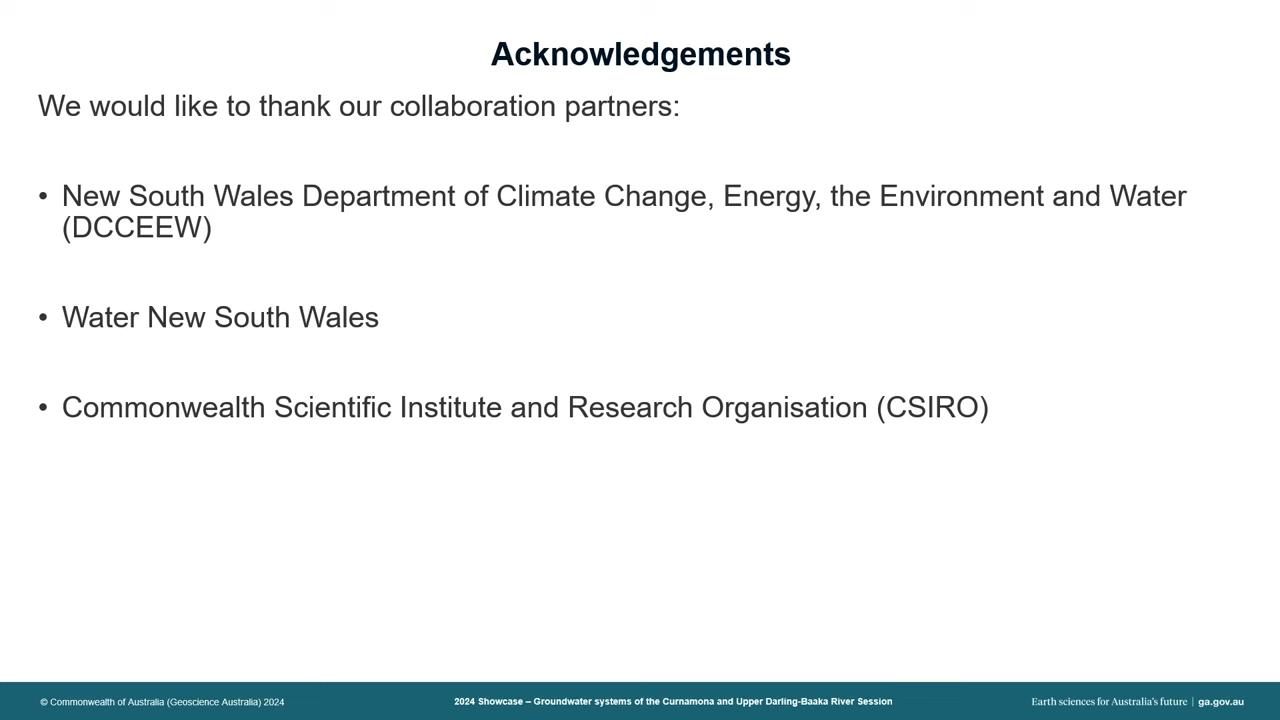 Acknowledgements
We would like to thank our collaboration partners:
• New South Wales Department of Climate Change, Energy, the Environment and Water
(DCCEEW)
• Water New South Wales
• Commonwealth Scientific Institute and Research Organisation (CSIRO)
© Commonwealth of Australia (Geoscience Australia) 2024
2024 Showcase – Groundwater systems of the Curnamona and Upper Darling-Baaka River Session
Earth sciences for Australia's future | ga.gov.au